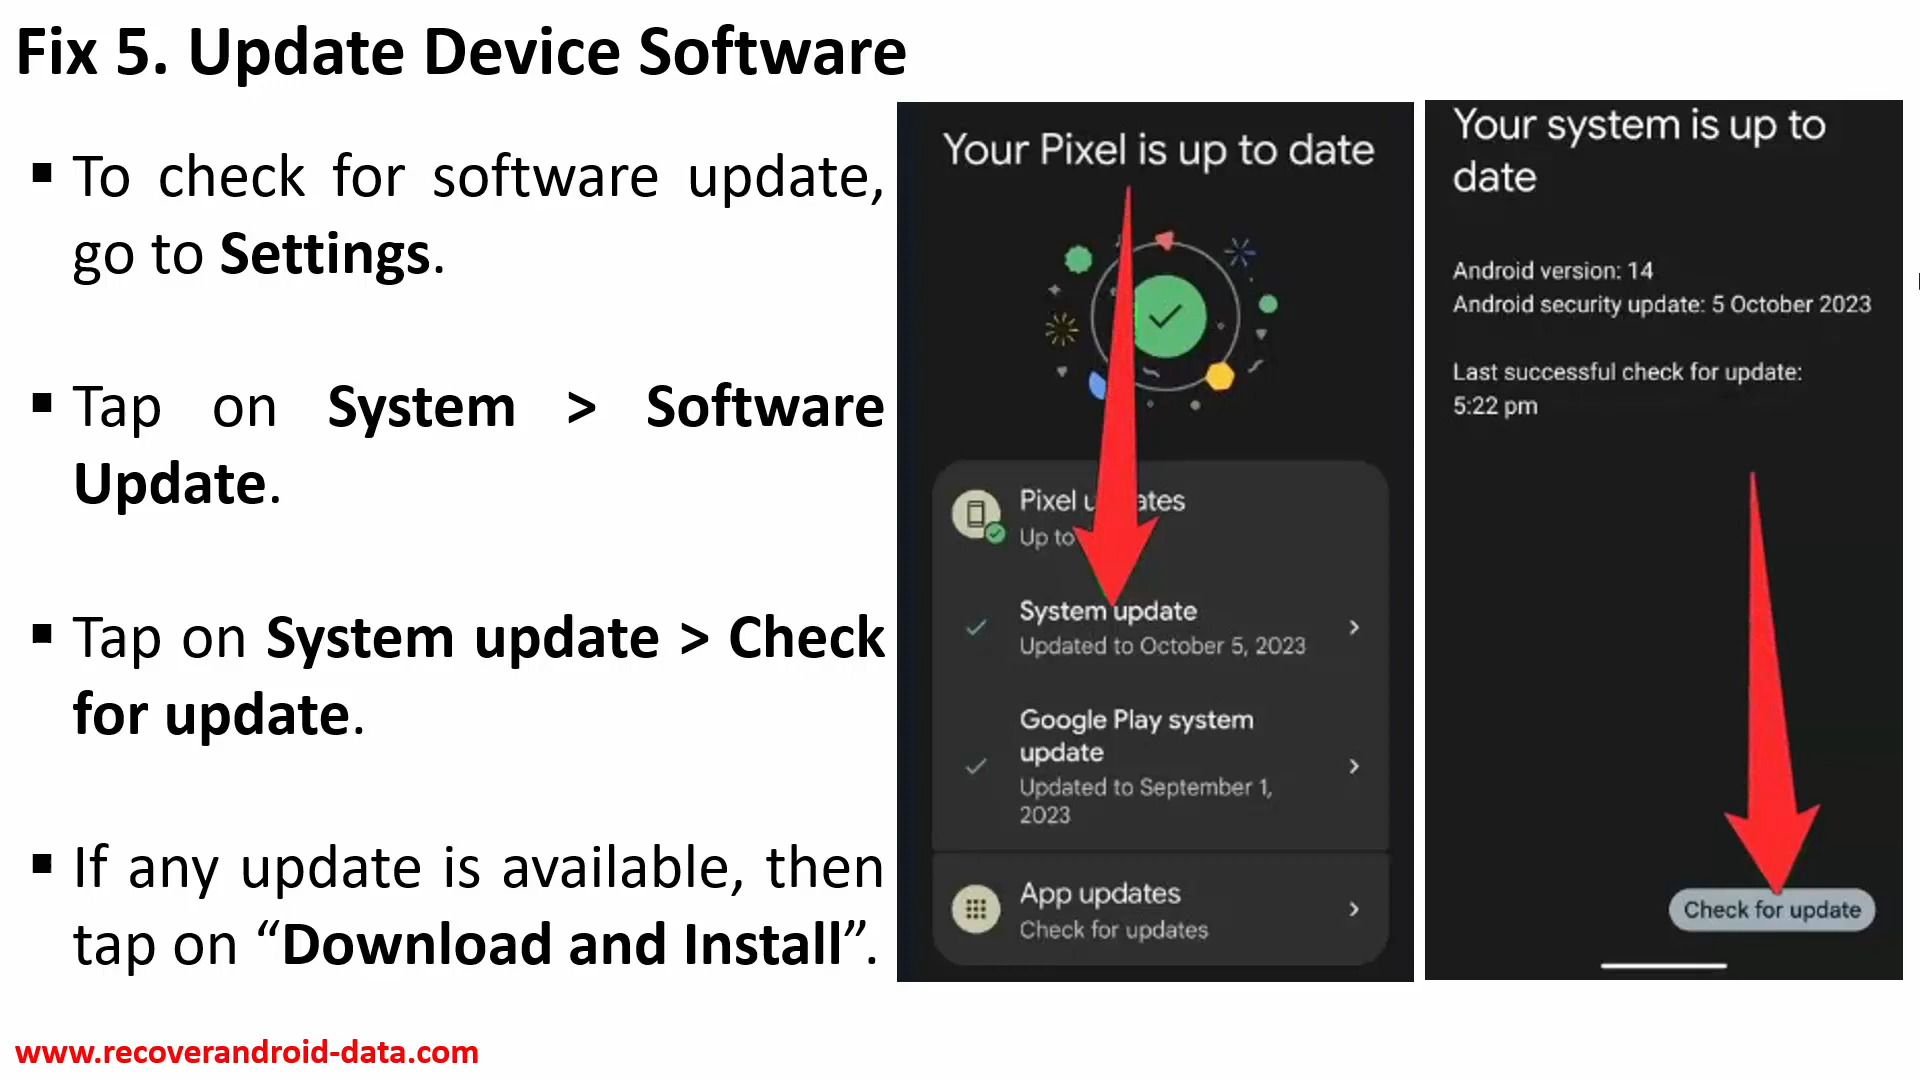 Fix 5. Update Device Software
▪ To check for software update,
go to Settings.
▪ Tap on System > Software
Update.
▪ Tap on System update > Check
for update.
▪ If any update is available, then
tap on “Download and Install”.
www.recoverandroid-data.com
Your Pixel is up to date
Pixel
Up to
System update
Updated to October 5, 2023
Google Play system
update
Updated to September 1,
2023
App updates
Check for updates
Your system is up to
date
Android version: 14
Android security update: 5 October 2023
Last successful check for update:
5:22 pm
Check for update